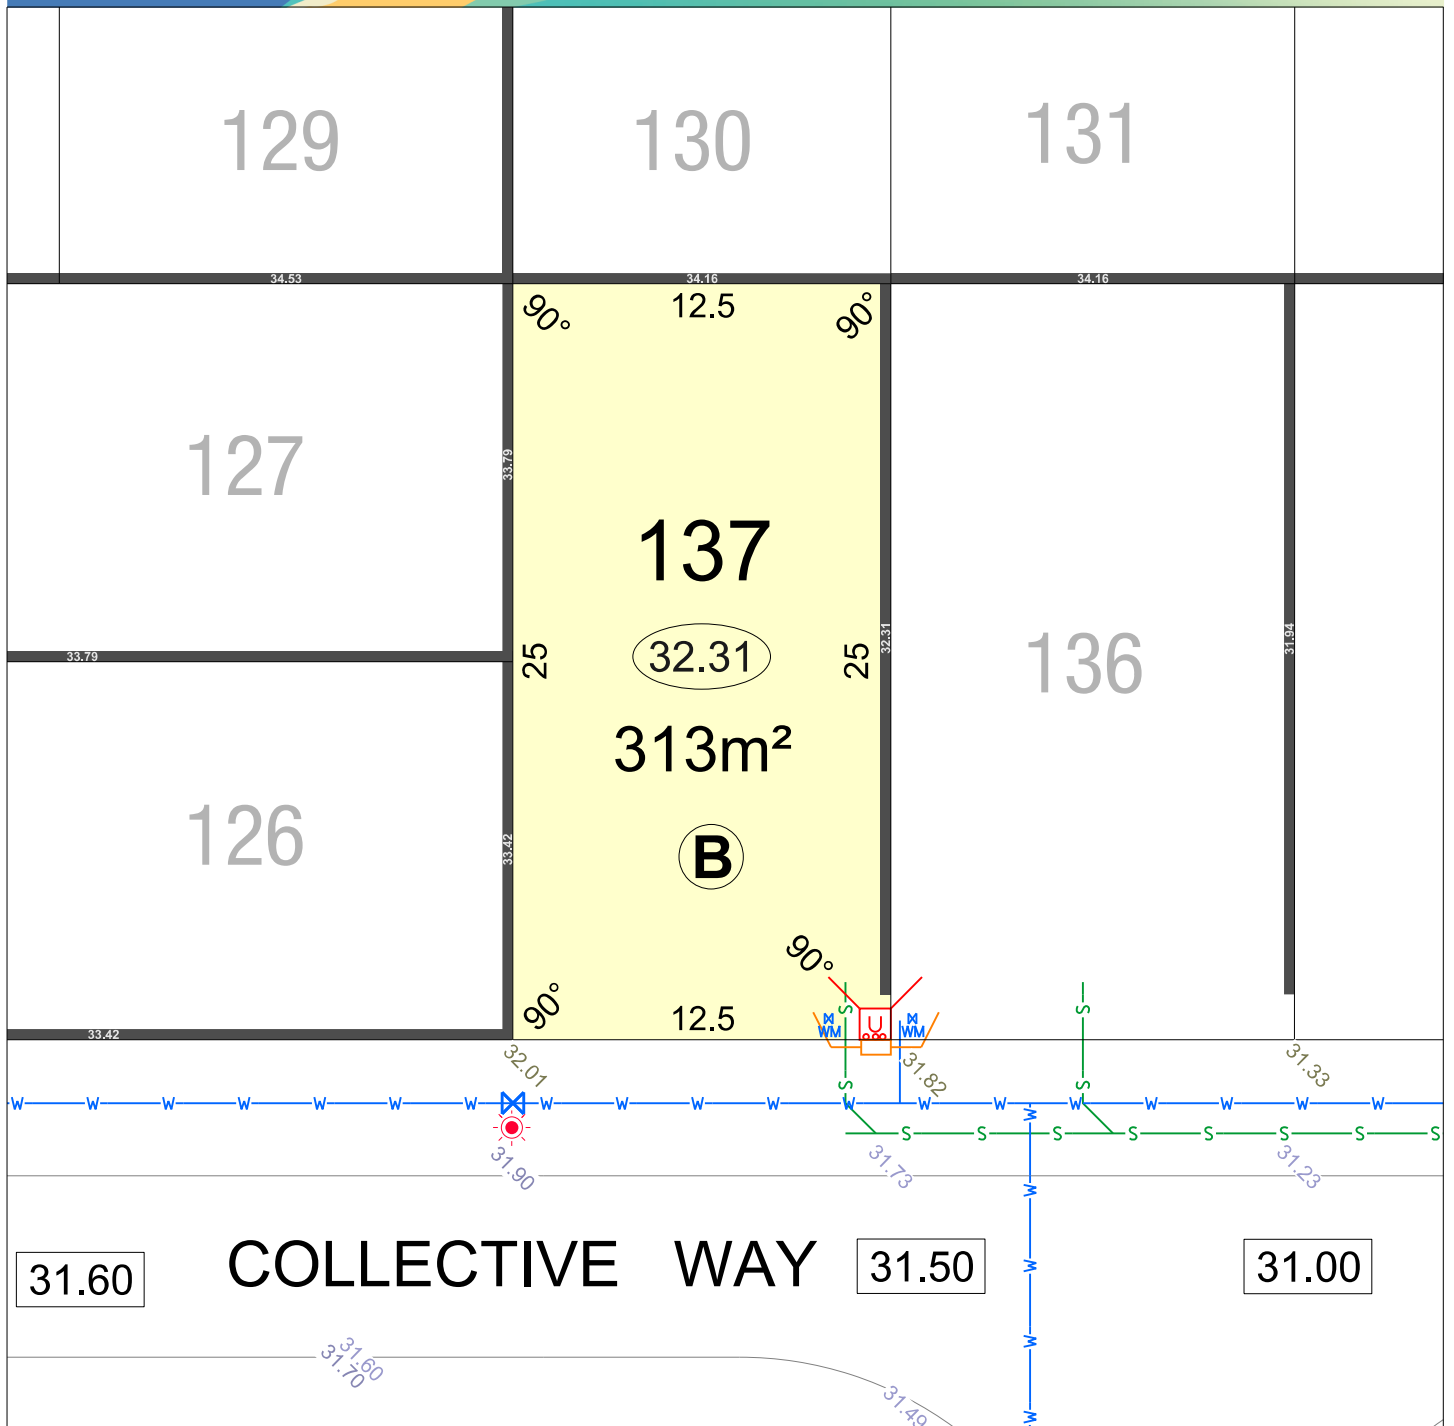 129
130
131
34.53
34.16
34.16
90°
12.5
90°
127
33.79
137
32.31
25
32.31
25
313m²
136
31.94
33.79
126
33.42
B
90°
90°
12.5
33.42
S
S
WM
U
WM
32.01
31.82
31.33
S
S
W W W W W W W W W W W W W W W W W W W
W
S S S S S S S S
31.90
31.73
31.23
W
COLLECTIVE WAY
31.60
31.50
31.00
W
W
31.60
31.70
31.49
W